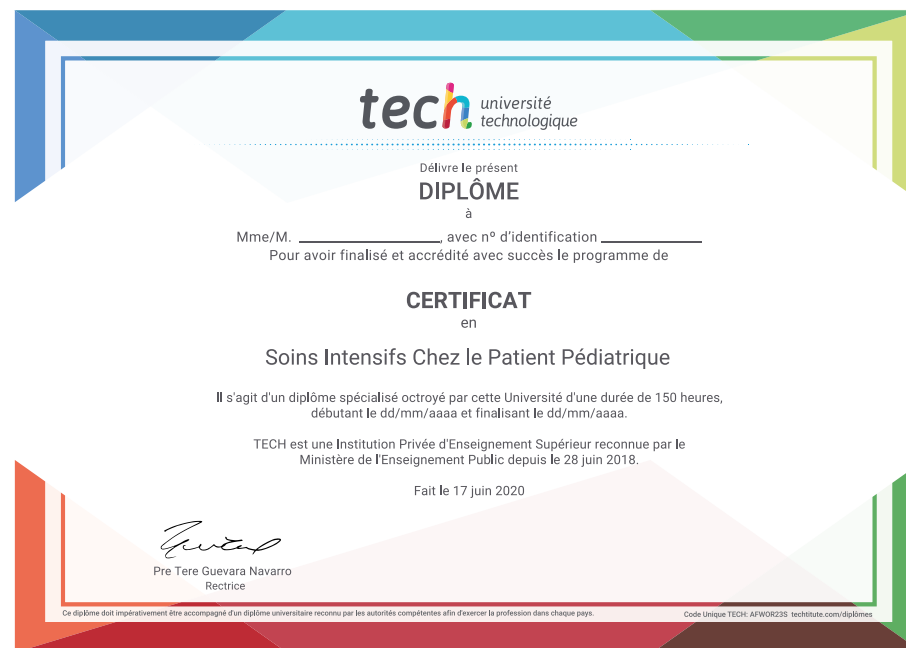 tech université
technologique
Délivre le présent
DIPLÔME
à
Mme/M. ____________________, avec nº d'identification ______________
Pour avoir finalisé et accrédité avec succès le programme de
CERTIFICAT
en
Soins Intensifs Chez le Patient Pédiatrique
Il s'agit d'un diplôme spécialisé octroyé par cette Université d'une durée de 150 heures,
débutant le dd/mm/aaaa et finalisant le dd/mm/aaaa.
TECH est une Institution Privée d'Enseignement Supérieur reconnue par le
Ministère de l'Enseignement Public depuis le 28 juin 2018.
Fait le 17 juin 2020
Pre Tere Guevara Navarro
Rectrice
Ce diplôme doit impérativement être accompagné d'un diplôme universitaire reconnu par les autorités compétentes afin d'exercer la profession dans chaque pays.
Code Unique TECH: AFWOR23S techtitute.com/diplômes